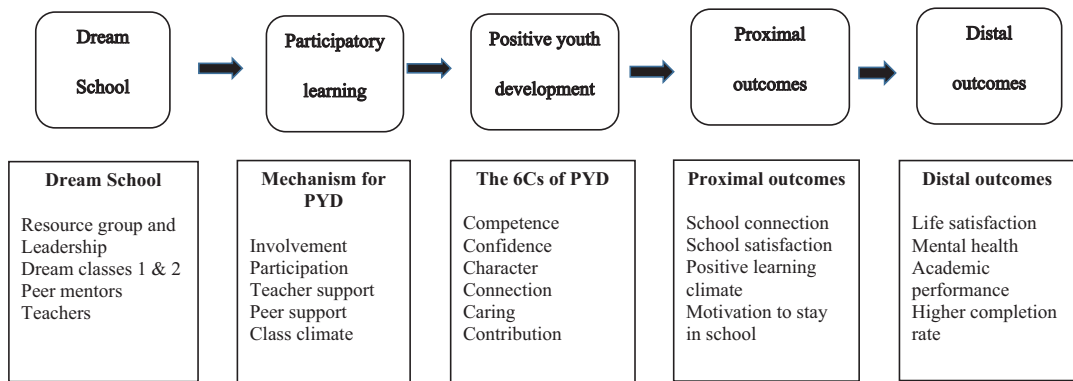 Dream
School
Participatory
learning
Positive youth
development
Proximal
outcomes
Distal
outcomes
Dream School
Resource group and
Leadership
Dream classes 1 & 2
Peer mentors
Teachers
Mechanism for
PYD
Involvement
Participation
Teacher support
Peer support
Class climate
The 6Cs of PYD
Competence
Confidence
Character
Connection
Caring
Contribution
Proximal outcomes
School connection
School satisfaction
Positive learning
climate
Motivation to stay
in school
Distal outcomes
Life satisfaction
Mental health
Academic
performance
Higher completion
rate